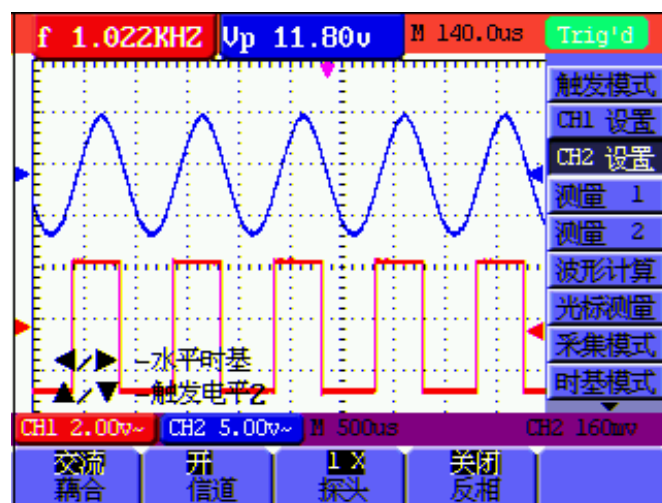 f 1.022KHZ Vp 11.80v M 140.0us Trig'd
触发模式
CH1 设置
CH2 设置
测量 1
测量 2
波形计算
光标测量
采集模式
时基模式
◀/▶ -水平时基
▲/▼ -触发电平2
CH1 2.00v~ CH2 5.00v~ M 500us CH2 160mv
交流 开 1 X 关闭
藕合 信道 探头 反相